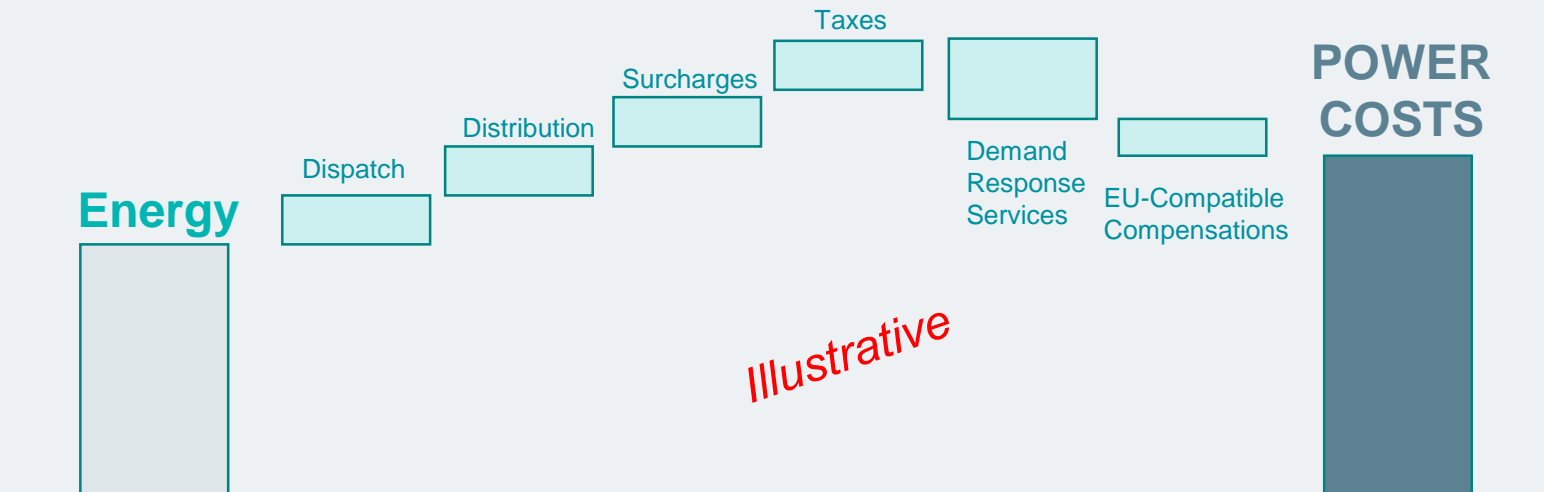 Taxes
POWER
COSTS
Surcharges
Distribution
Demand
Response
Services
Dispatch
EU-Compatible
Compensations
Energy
Illustrative